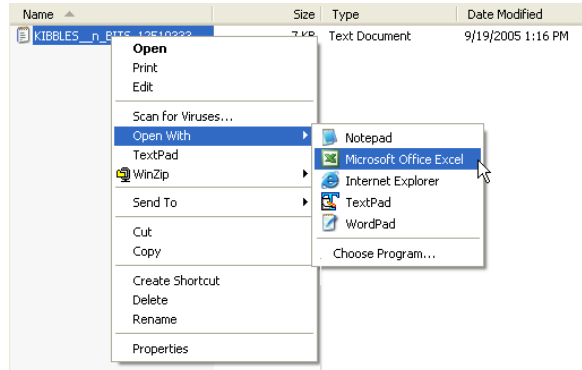 Name Size Type Date Modified
KIBBLES__n_BITS Text Document 9/19/2005 1:16 PM
Open
Print
Edit
Scan for Viruses...
Open With
TextPad
WinZip
Send To
Cut
Copy
Create Shortcut
Delete
Rename
Properties
Notepad
Microsoft Office Excel
Internet Explorer
TextPad
WordPad
Choose Program...